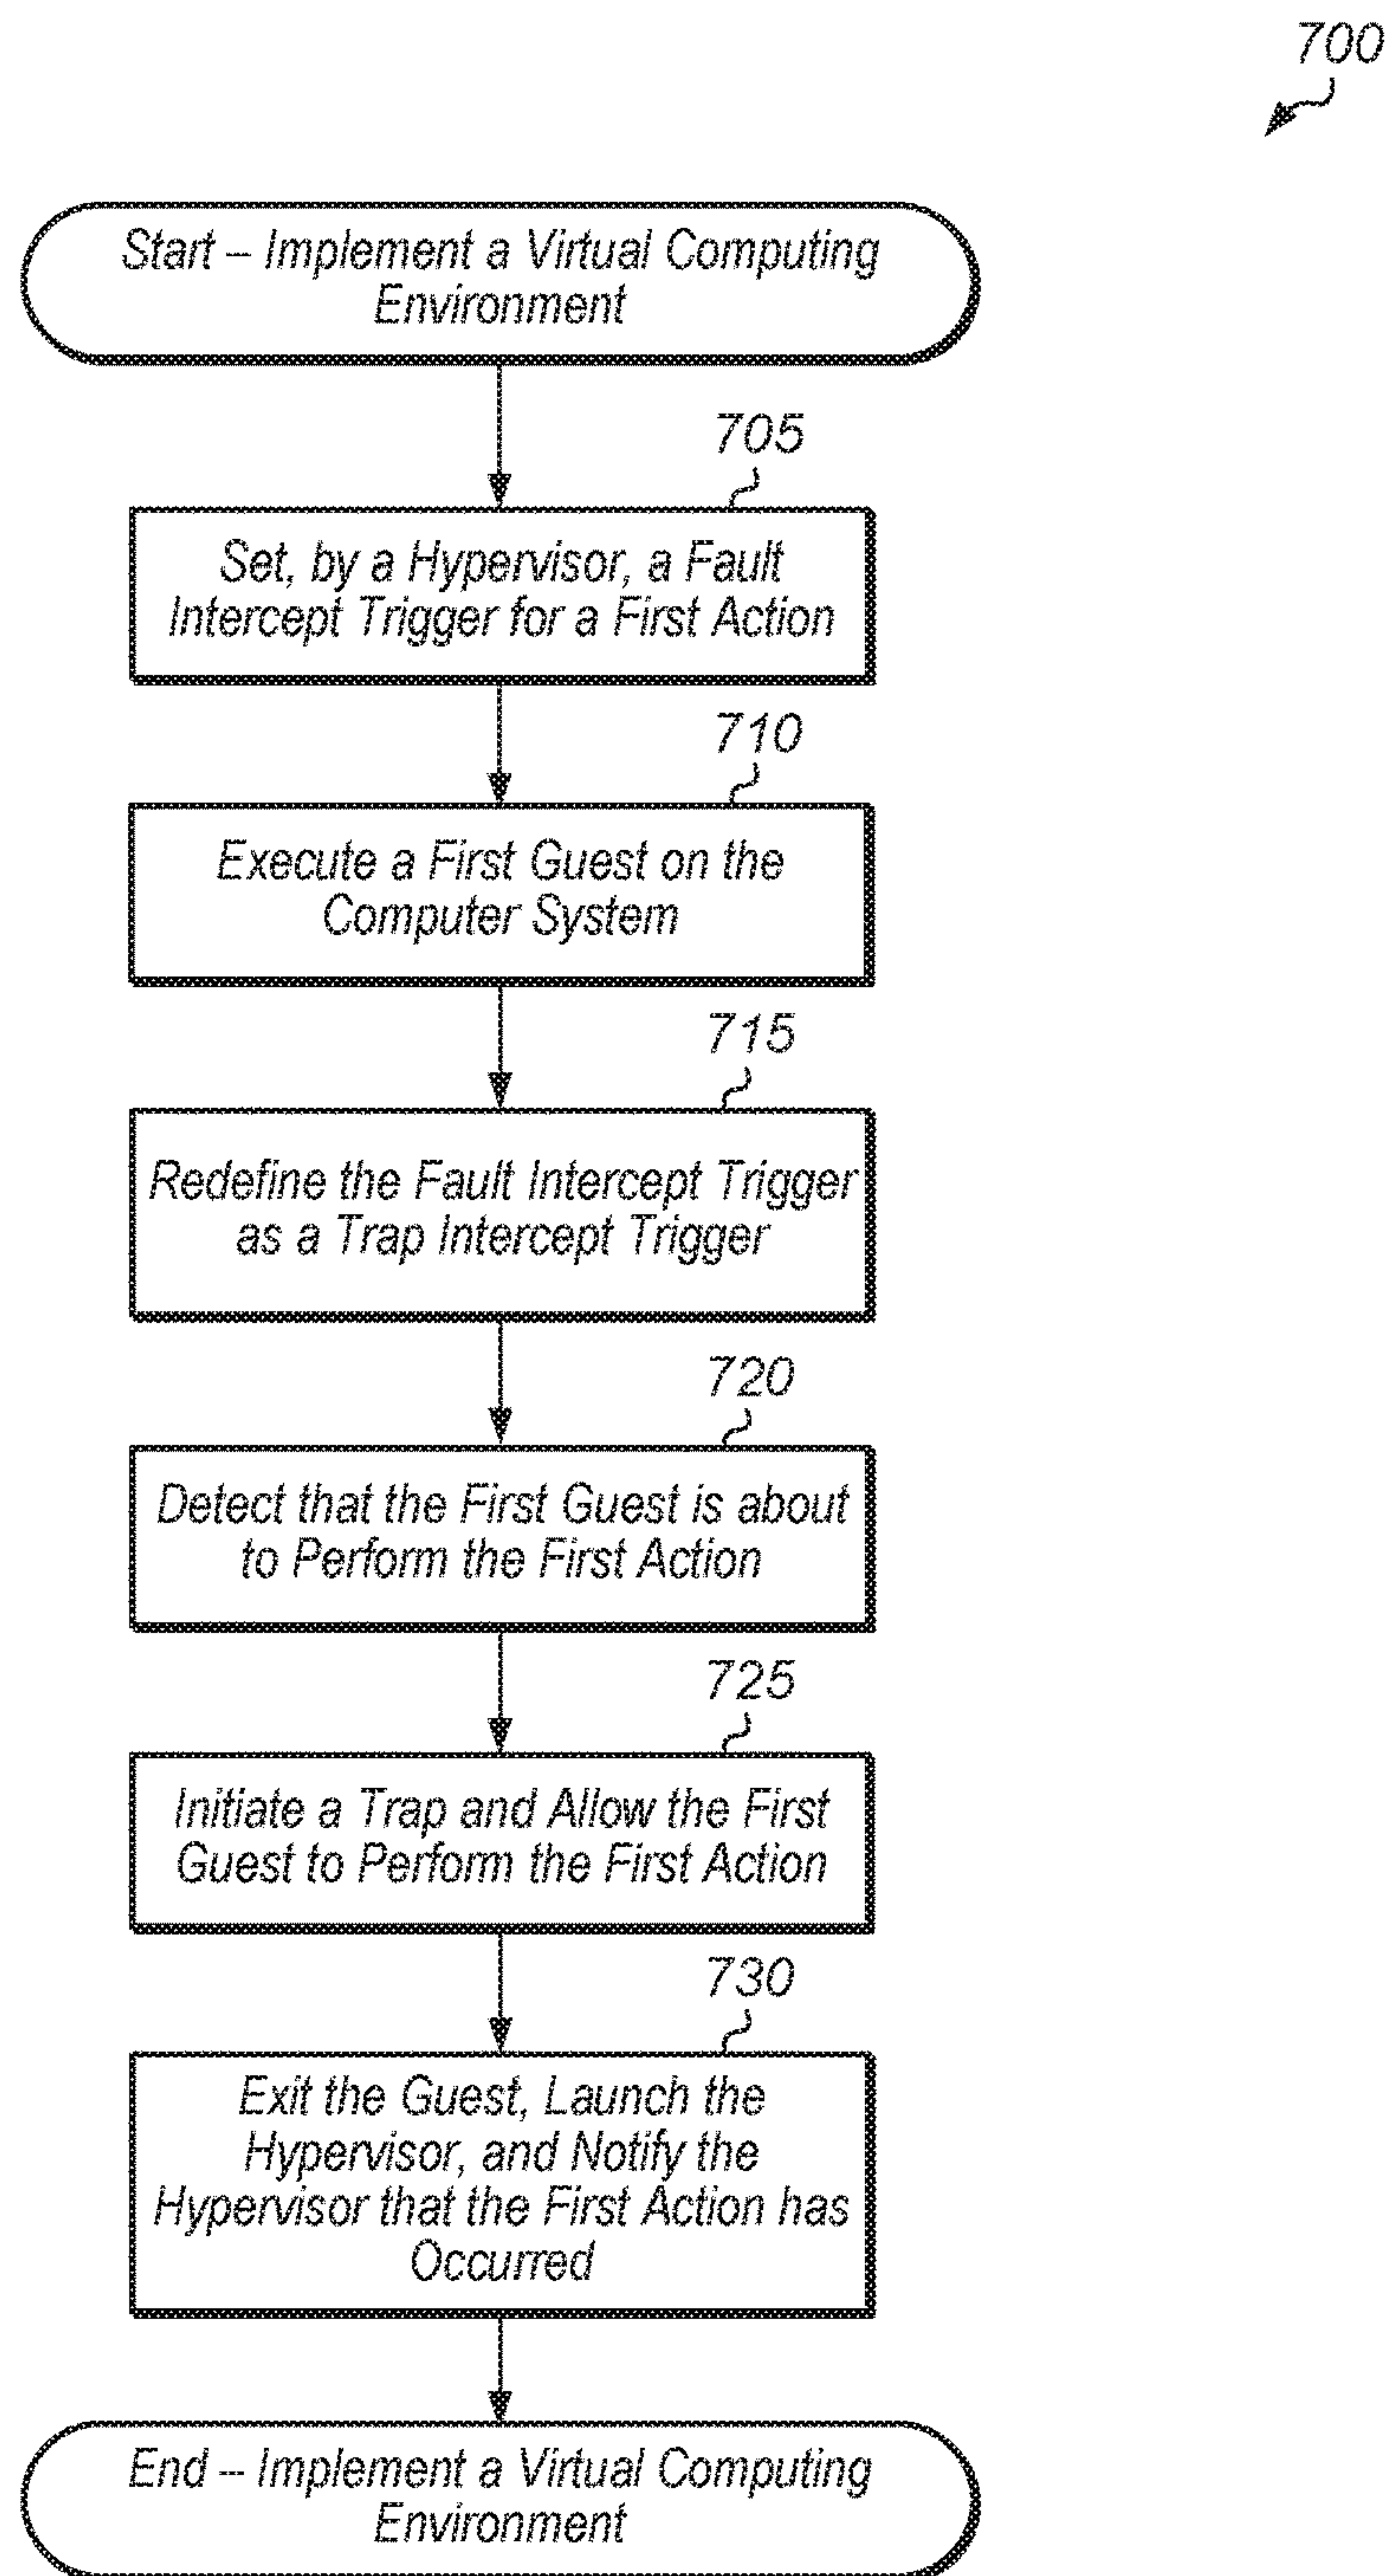 700
Start – Implement a Virtual Computing
Environment
705
Set, by a Hypervisor, a Fault
Intercept Trigger for a First Action
710
Execute a First Guest on the
Computer System
715
Redefine the Fault Intercept Trigger
as a Trap Intercept Trigger
720
Detect that the First Guest is about
to Perform the First Action
725
Initiate a Trap and Allow the First
Guest to Perform the First Action
730
Exit the Guest, Launch the
Hypervisor, and Notify the
Hypervisor that the First Action has
Occurred
End -- Implement a Virtual Computing
Environment